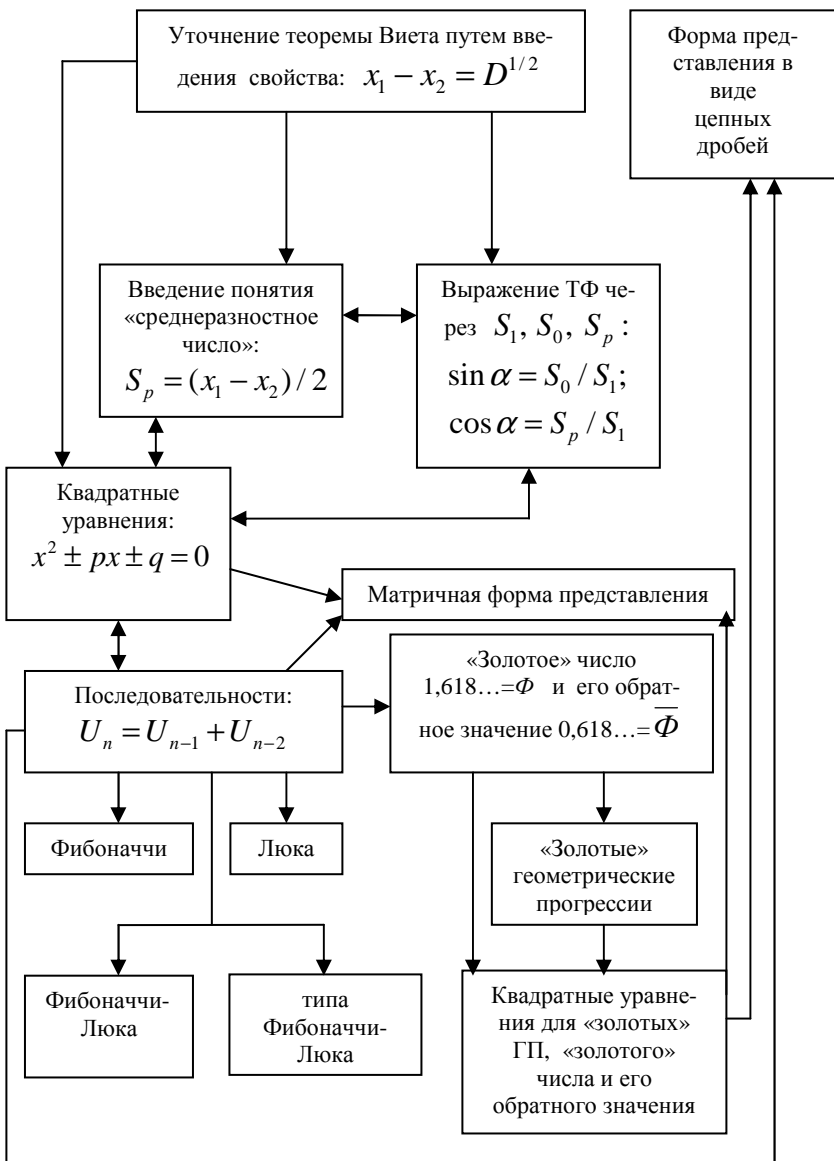 Уточнение теоремы Виета путем вве-
дения свойства: x₁ − x₂ = D^{1/2}
Форма пред-
ставления в
виде
цепных
дробей
Введение понятия
«среднеразностное
число»:
S_p = (x₁ − x₂) / 2
Выражение ТФ че-
рез S₁, S₀, S_p :
sin α = S₀ / S₁;
cos α = S_p / S₁
Квадратные
уравнения:
x² ± px ± q = 0
Матричная форма представления
Последовательности:
U_n = U_{n−1} + U_{n−2}
«Золотое» число
1,618…=Ф и его обрат-
ное значение 0,618…= Ф̅
Фибоначчи
Люка
«Золотые»
геометрические
прогрессии
Фибоначчи-
Люка
типа
Фибоначчи-
Люка
Квадратные уравне-
ния для «золотых»
ГП, «золотого»
числа и его
обратного значения